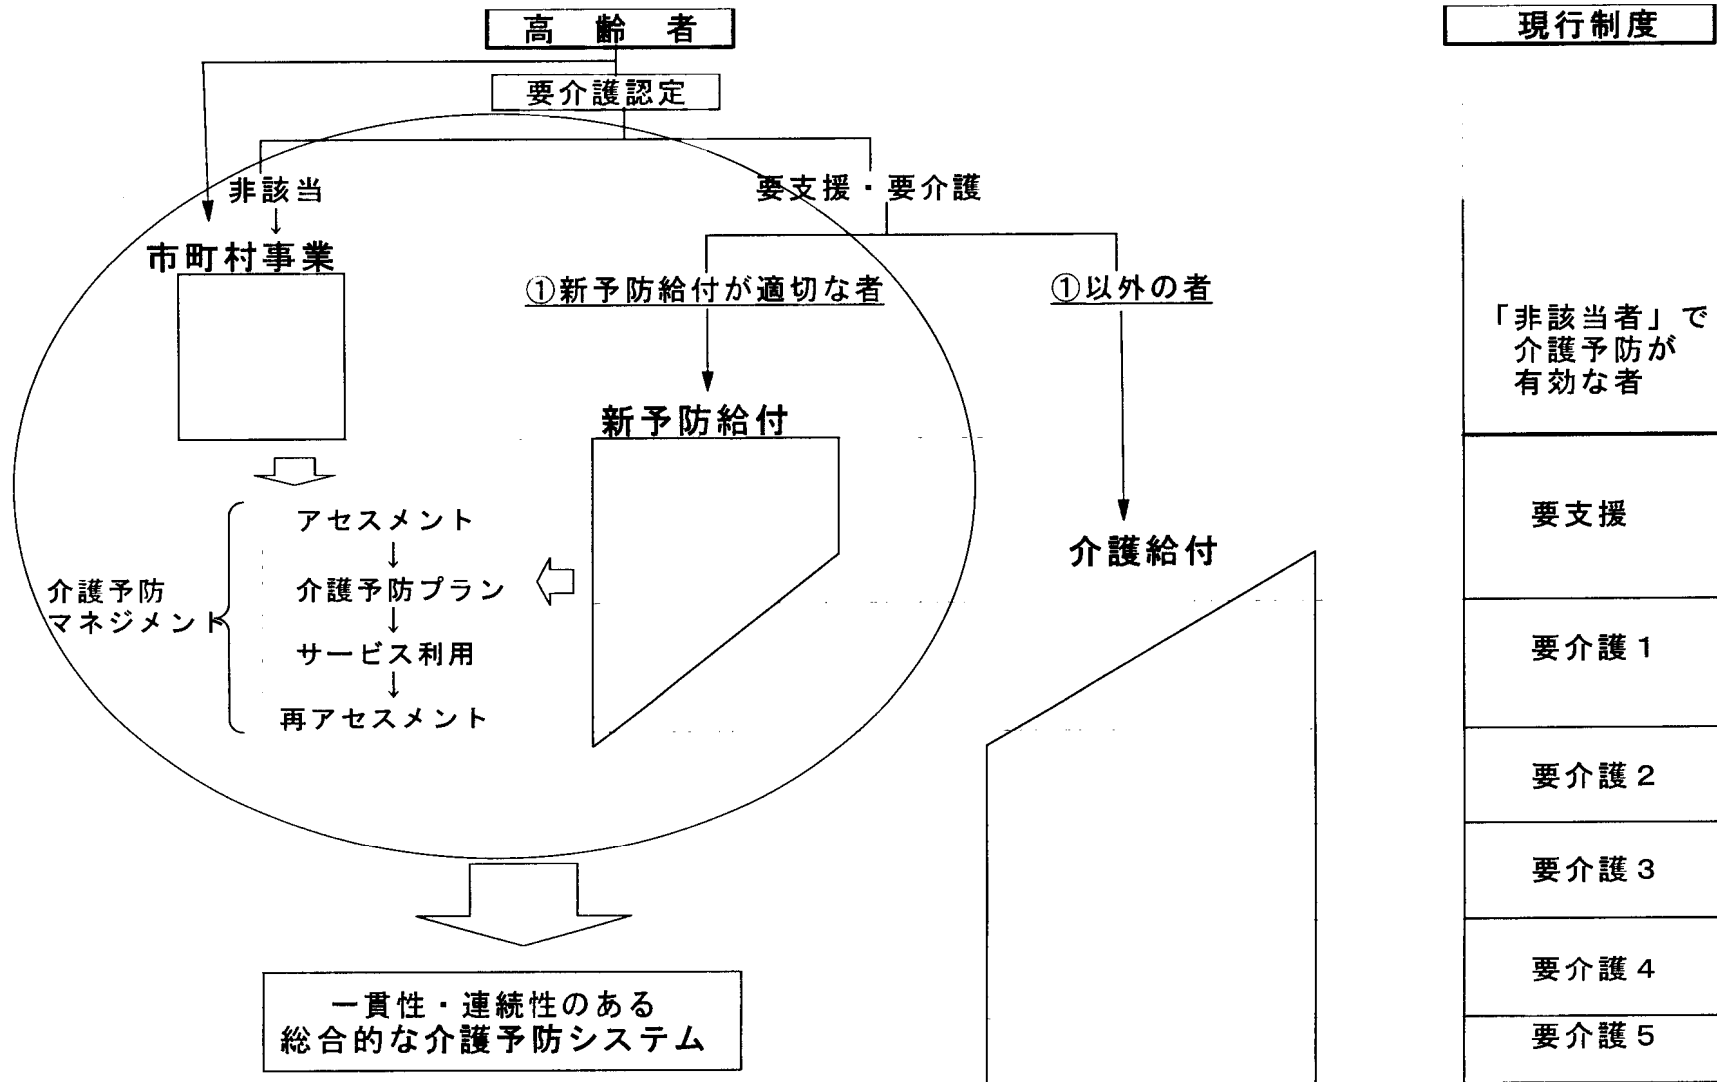 高齢者
現行制度
要介護認定
非該当
↓
市町村事業
要支援・要介護
①新予防給付が適切な者
①以外の者
新予防給付
介護給付
アセスメント
↓
介護予防プラン
↓
サービス利用
↓
再アセスメント
介護予防
マネジメント
一貫性・連続性のある
総合的な介護予防システム
「非該当者」で
介護予防が
有効な者
要支援
要介護1
要介護2
要介護3
要介護4
要介護5